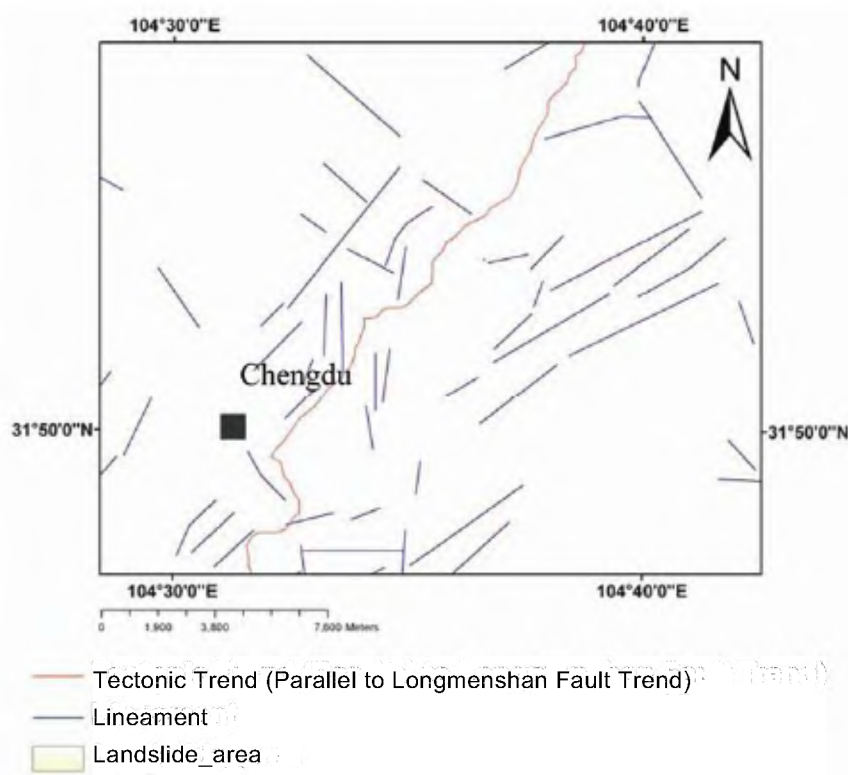 104°30'0"E 104°40'0"E
N
Chengdu
31°50'0"N 31°50'0"N
104°30'0"E 104°40'0"E
0 1,900 3,800 7,600 Meters
Tectonic Trend (Parallel to Longmenshan Fault Trend)
Lineament
Landslide_area